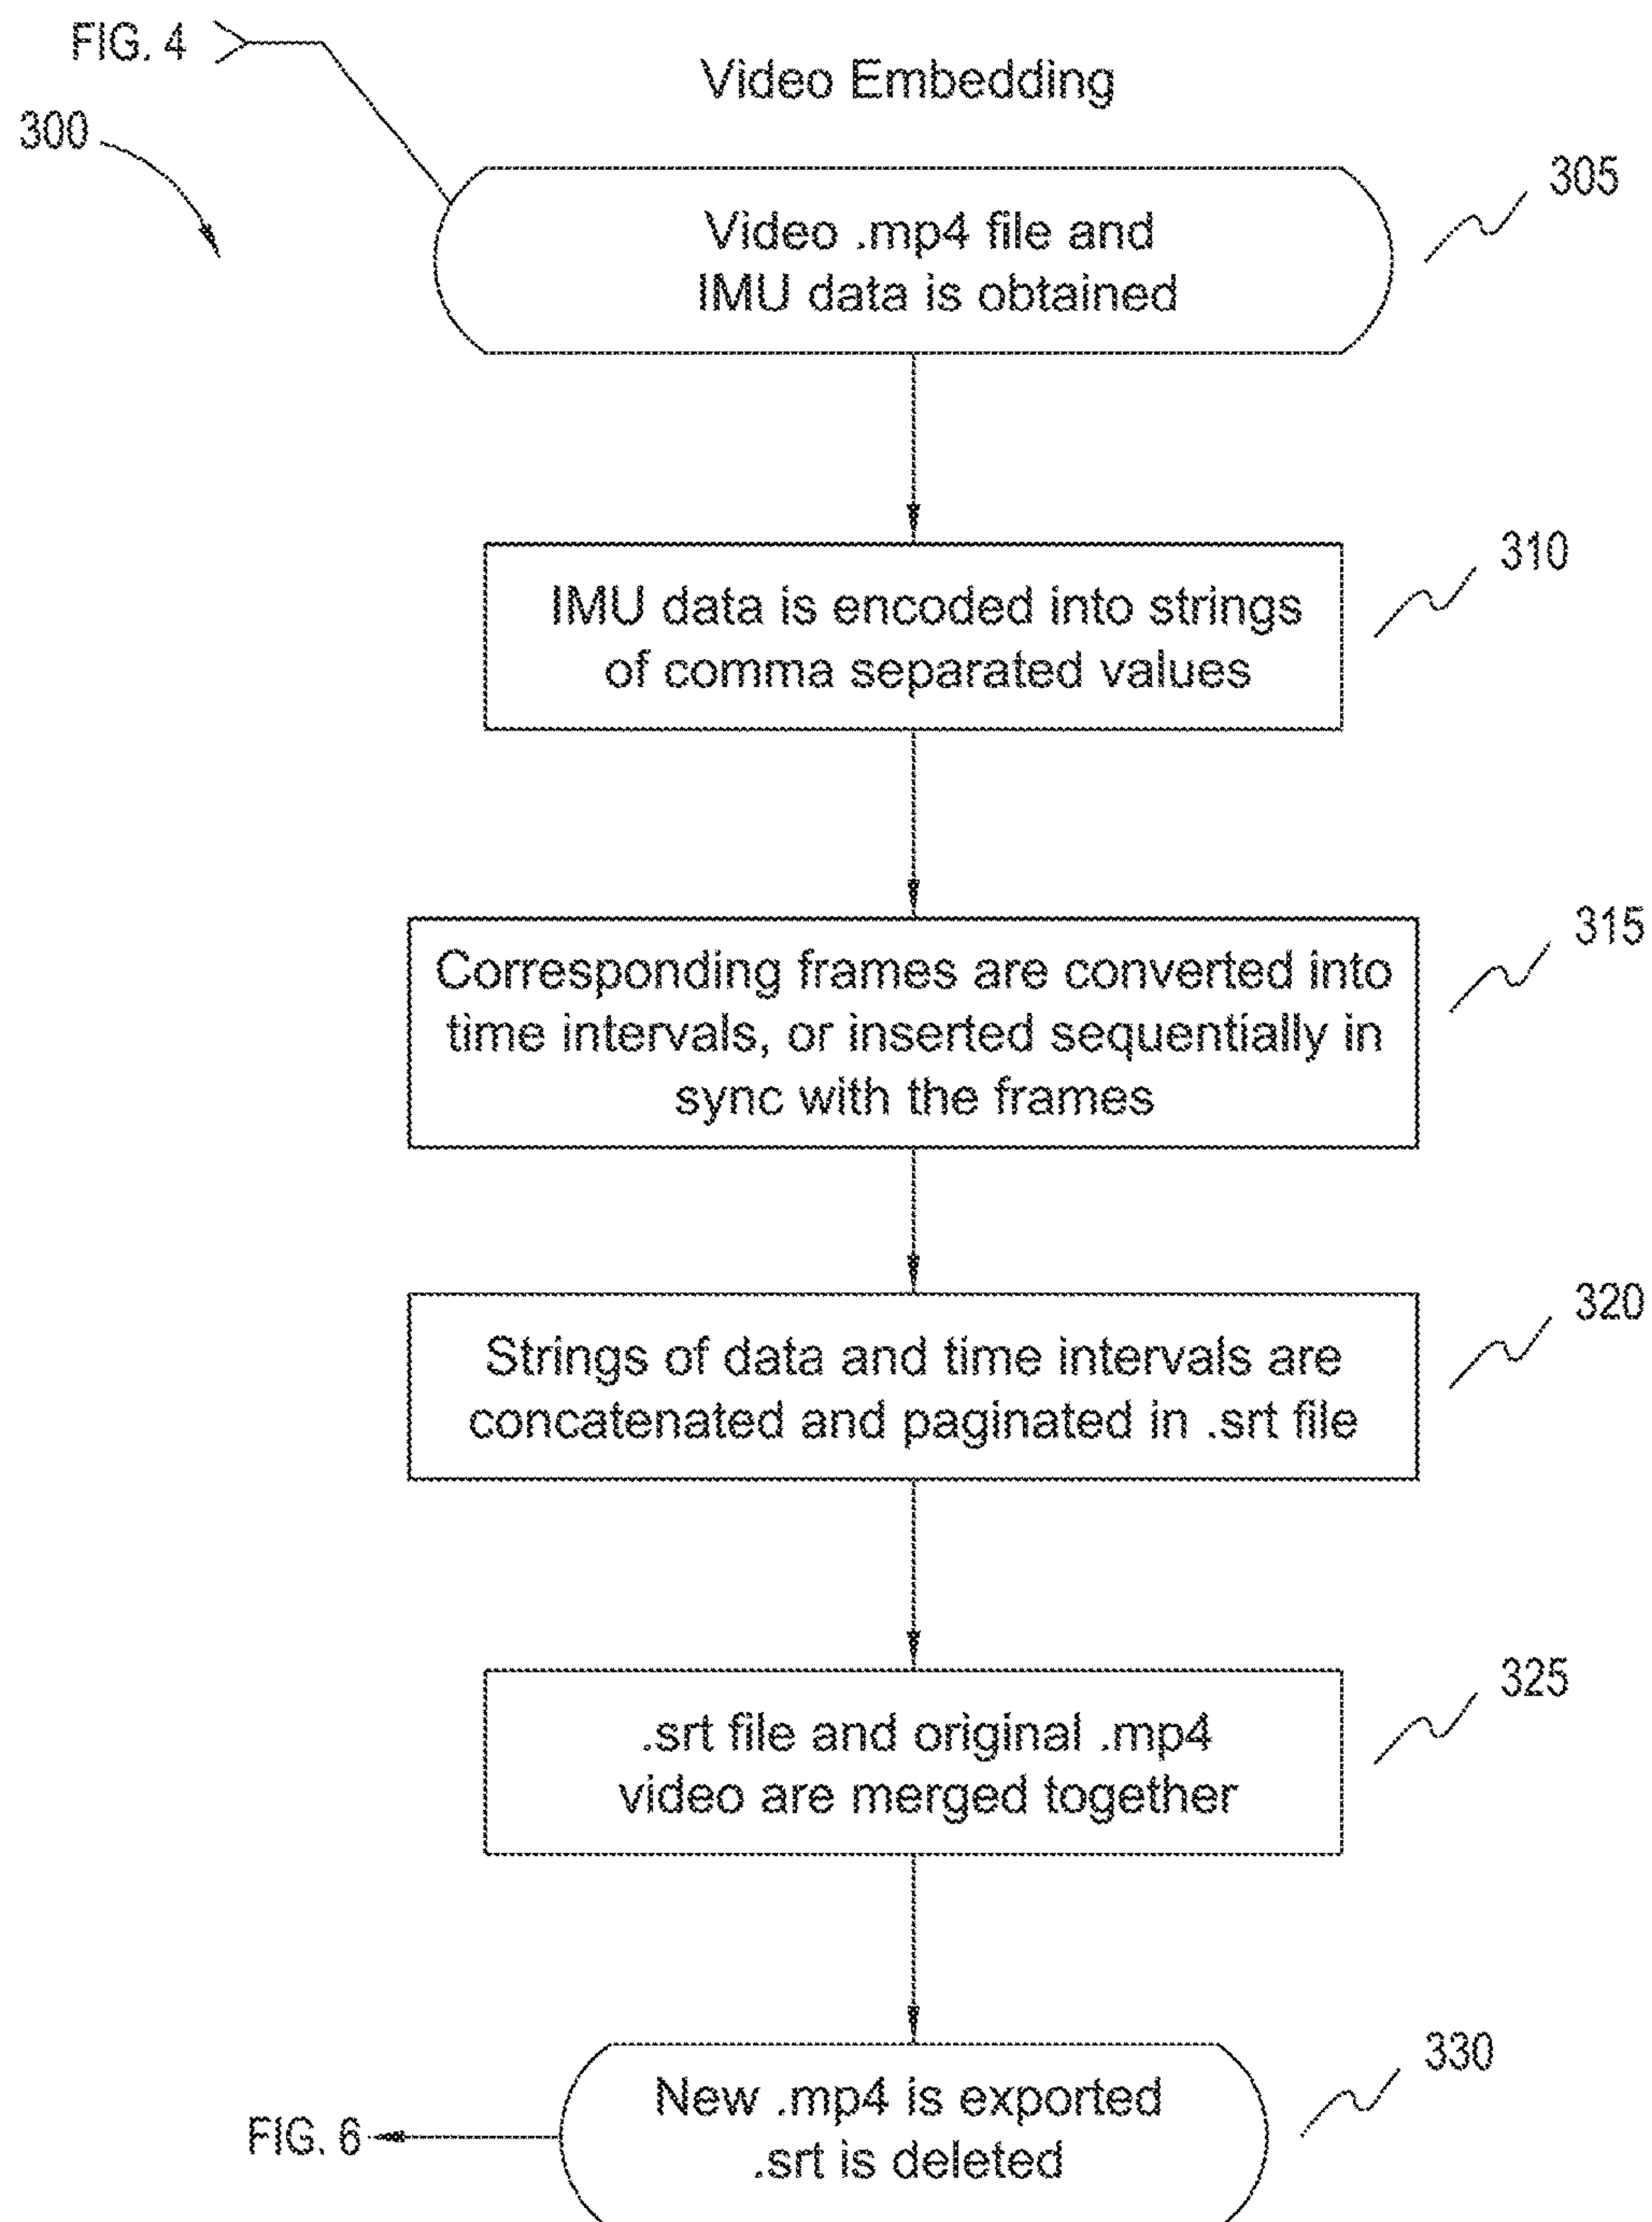 FIG. 4
Video Embedding
300
305
Video .mp4 file and
IMU data is obtained
310
IMU data is encoded into strings
of comma separated values
315
Corresponding frames are converted into
time intervals, or inserted sequentially in
sync with the frames
320
Strings of data and time intervals are
concatenated and paginated in .srt file
325
.srt file and original .mp4
video are merged together
330
New .mp4 is exported
.srt is deleted
FIG. 6